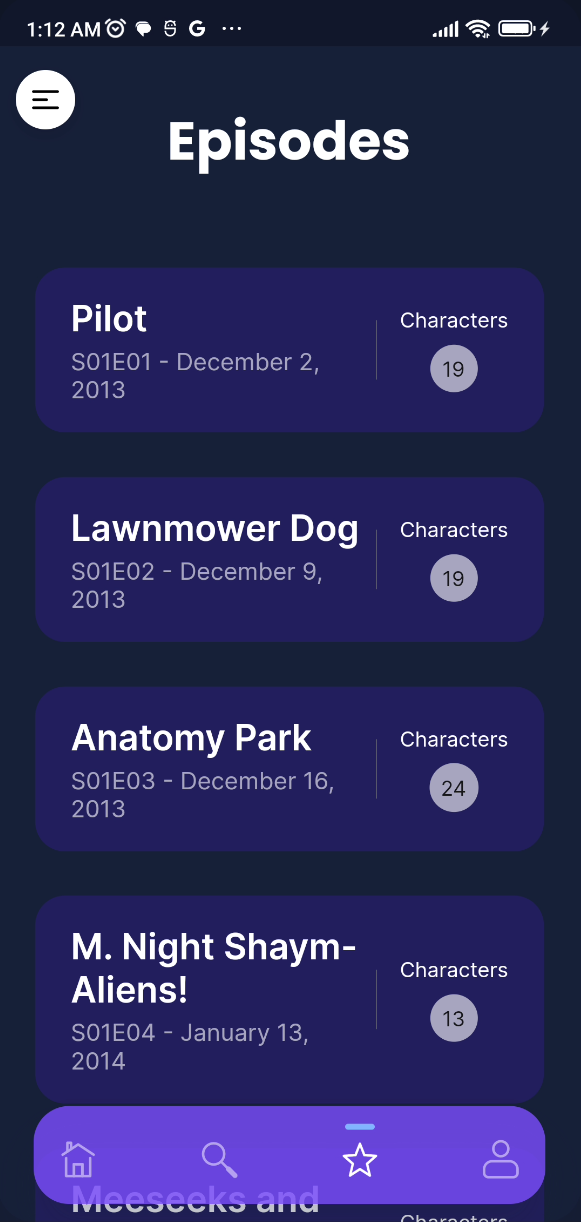 1:12 AM
Episodes
Pilot
S01E01 - December 2,
2013
Characters
19
Lawnmower Dog
S01E02 - December 9,
2013
Characters
19
Anatomy Park
S01E03 - December 16,
2013
Characters
24
M. Night Shaym-
Aliens!
S01E04 - January 13,
2014
Characters
13
Meeseeks and
Characters